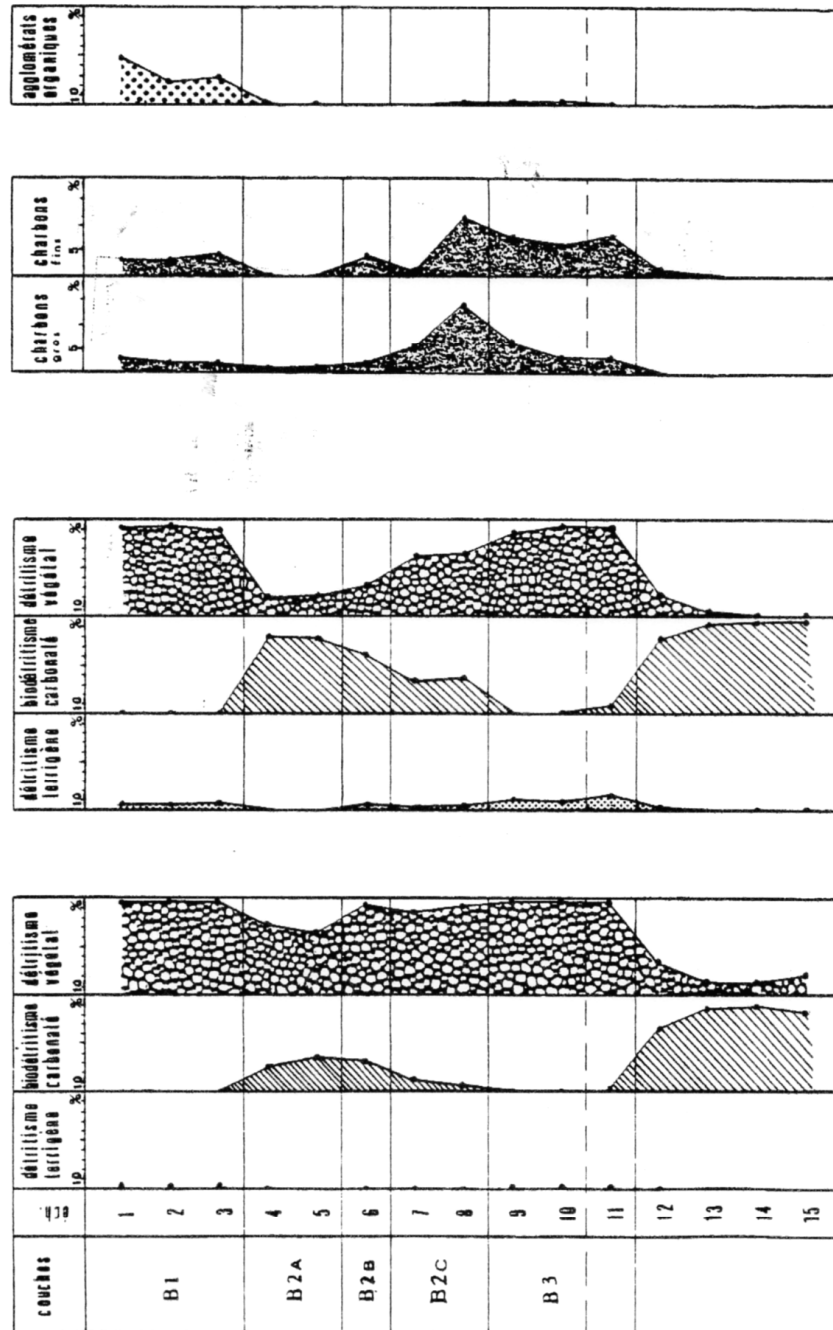 couches
éch.
détritisme
terrigène
%
10
biodétritisme
carbonaté
%
10
détritisme
végétal
%
10
détritisme
terrigène
%
10
biodétritisme
carbonaté
%
10
détritisme
végétal
%
10
charbons
gros
%
5
charbons
fins
%
5
agglomérats
organiques
%
10
B1
1
2
3
B2A
4
5
B2B
6
B2C
7
8
B3
9
10
11
12
13
14
15